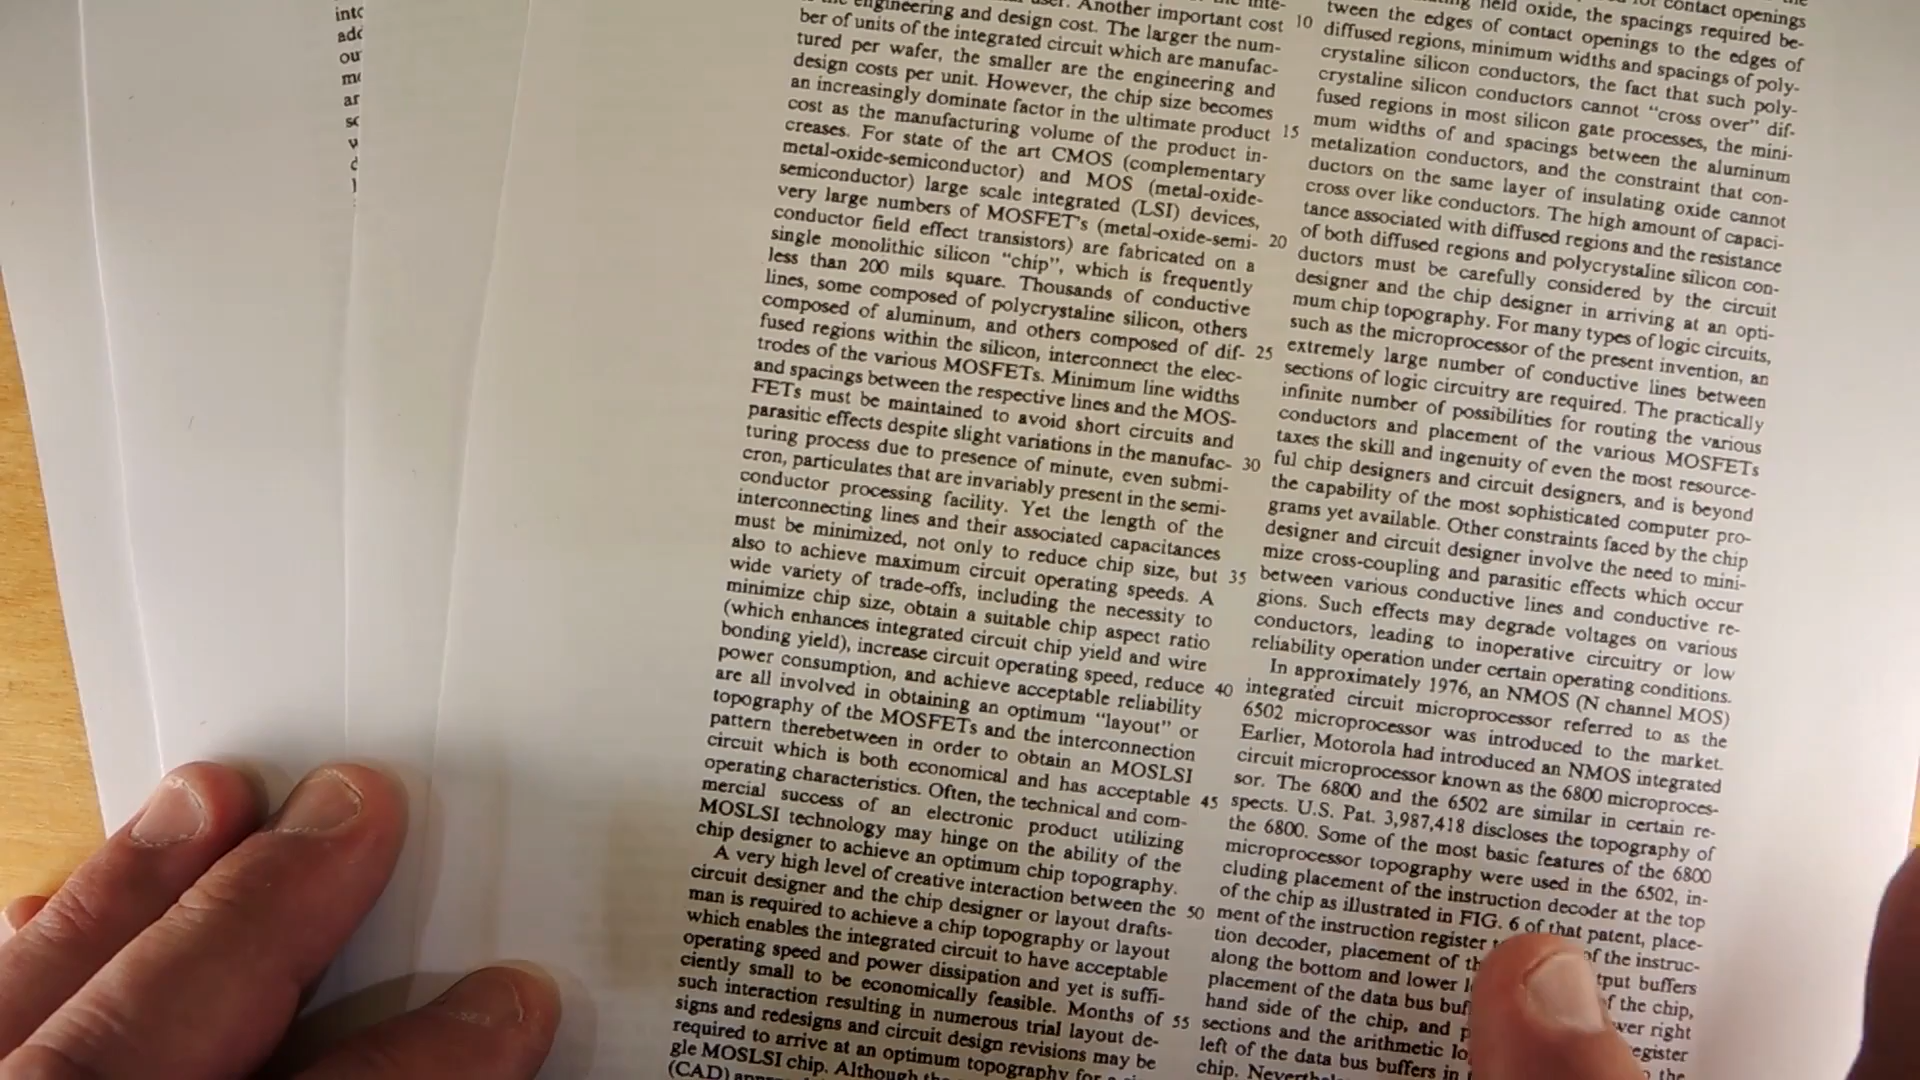 into
add
ou
mo
ar
so
w
engineering and design cost. The larger the num-
ber of units of the integrated circuit which are manufac-
tured per wafer, the smaller are the engineering and
design costs per unit. However, the chip size becomes
an increasingly dominate factor in the ultimate product
cost as the manufacturing volume of the product in-
creases. For state of the art CMOS (complementary
metal-oxide-semiconductor) and MOS (metal-oxide-
semiconductor) large scale integrated (LSI) devices,
very large numbers of MOSFET's (metal-oxide-semi-
conductor field effect transistors) are fabricated on a
single monolithic silicon "chip", which is frequently
less than 200 mils square. Thousands of conductive
lines, some composed of polycrystaline silicon, others
composed of aluminum, and others composed of dif-
fused regions within the silicon, interconnect the elec-
trodes of the various MOSFETs. Minimum line widths
and spacings between the respective lines and the MOS-
FETs must be maintained to avoid short circuits and
parasitic effects despite slight variations in the manufac-
turing process due to presence of minute, even submi-
cron, particulates that are invariably present in the semi-
conductor processing facility. Yet the length of the
interconnecting lines and their associated capacitances
must be minimized, not only to reduce chip size, but
also to achieve maximum circuit operating speeds. A
wide variety of trade-offs, including the necessity to
minimize chip size, obtain a suitable chip aspect ratio
(which enhances integrated circuit chip yield and wire
bonding yield), increase circuit operating speed, reduce
power consumption, and achieve acceptable reliability
are all involved in obtaining an optimum "layout" or
topography of the MOSFETs and the interconnection
pattern therebetween in order to obtain an MOSLSI
circuit which is both economical and has acceptable
operating characteristics. Often, the technical and com-
mercial success of an electronic product utilizing
MOSLSI technology may hinge on the ability of the
chip designer to achieve an optimum chip topography.
A very high level of creative interaction between the
circuit designer and the chip designer or layout drafts-
man is required to achieve a chip topography or layout
which enables the integrated circuit to have acceptable
operating speed and power dissipation and yet is suffi-
ciently small to be economically feasible. Months of
such interaction resulting in numerous trial layout de-
signs and redesigns and circuit design revisions may be
required to arrive at an optimum topography for a
gle MOSLSI chip. Although the
(CAD)
10
15
20
25
30
35
40
45
50
55
field oxide, the spacings required be-
tween the edges of contact openings to the edges of
diffused regions, minimum widths and spacings of poly-
crystaline silicon conductors, the fact that such poly-
crystaline silicon conductors cannot "cross over" dif-
fused regions in most silicon gate processes, the mini-
mum widths of and spacings between the aluminum
metalization conductors, and the constraint that con-
ductors on the same layer of insulating oxide cannot
cross over like conductors. The high amount of capaci-
tance associated with diffused regions and the resistance
of both diffused regions and polycrystaline silicon con-
ductors must be carefully considered by the circuit
designer and the chip designer in arriving at an opti-
mum chip topography. For many types of logic circuits,
such as the microprocessor of the present invention, an
extremely large number of conductive lines between
sections of logic circuitry are required. The practically
infinite number of possibilities for routing the various
conductors and placement of the various MOSFETs
taxes the skill and ingenuity of even the most resource-
ful chip designers and circuit designers, and is beyond
the capability of the most sophisticated computer pro-
grams yet available. Other constraints faced by the chip
designer and circuit designer involve the need to mini-
mize cross-coupling and parasitic effects which occur
between various conductive lines and conductive re-
gions. Such effects may degrade voltages on various
conductors, leading to inoperative circuitry or low
reliability operation under certain operating conditions.
In approximately 1976, an NMOS (N channel MOS)
integrated circuit microprocessor referred to as the
6502 microprocessor was introduced to the market.
Earlier, Motorola had introduced an NMOS integrated
circuit microprocessor known as the 6800 microproces-
sor. The 6800 and the 6502 are similar in certain re-
spects. U.S. Pat. 3,987,418 discloses the topography of
the 6800. Some of the most basic features of the 6800
microprocessor topography were used in the 6502, in-
cluding placement of the instruction decoder at the top
of the chip as illustrated in FIG. 6 of that patent, place-
ment of the instruction register of the instruc-
tion decoder, placement of
along the bottom and lower of the chip,
placement of the data bus
hand side of the chip, and
sections and the arithmetic
left of the data bus buffers in the
chip.